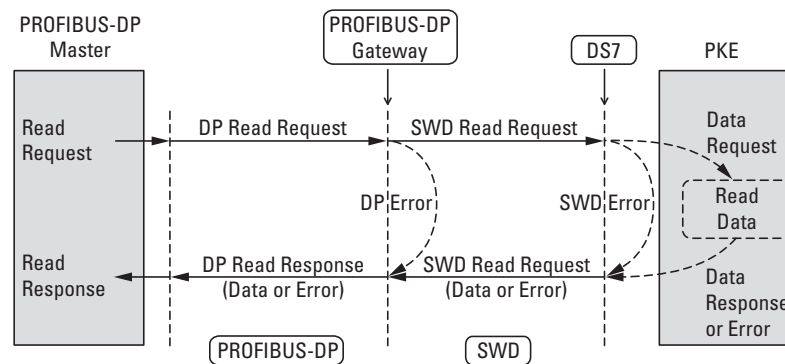 PROFIBUS-DP
Master
PROFIBUS-DP
Gateway
DS7
PKE
Read
Request
DP Read Request
SWD Read Request
Data
Request
DP Error
SWD Error
Read
Data
Read
Response
DP Read Response
(Data or Error)
SWD Read Request
(Data or Error)
Data
Response
or Error
PROFIBUS-DP
SWD